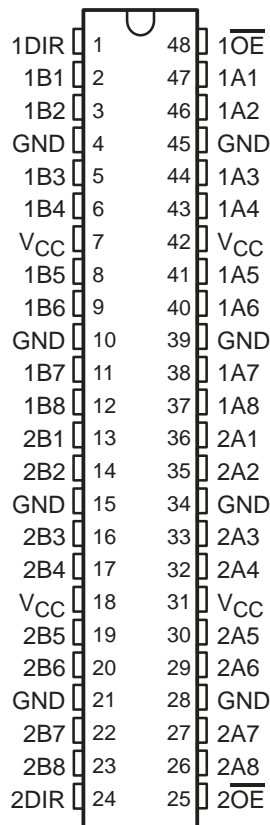 1DIR 1 48 1O̅E̅
1B1 2 47 1A1
1B2 3 46 1A2
GND 4 45 GND
1B3 5 44 1A3
1B4 6 43 1A4
VCC 7 42 VCC
1B5 8 41 1A5
1B6 9 40 1A6
GND 10 39 GND
1B7 11 38 1A7
1B8 12 37 1A8
2B1 13 36 2A1
2B2 14 35 2A2
GND 15 34 GND
2B3 16 33 2A3
2B4 17 32 2A4
VCC 18 31 VCC
2B5 19 30 2A5
2B6 20 29 2A6
GND 21 28 GND
2B7 22 27 2A7
2B8 23 26 2A8
2DIR 24 25 2O̅E̅